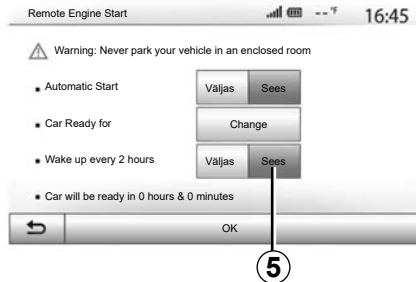 Remote Engine Start -- °F 16:45
Warning: Never park your vehicle in an enclosed room
Automatic Start Väljas Sees
Car Ready for Change
Wake up every 2 hours Väljas Sees
Car will be ready in 0 hours & 0 minutes
OK
5